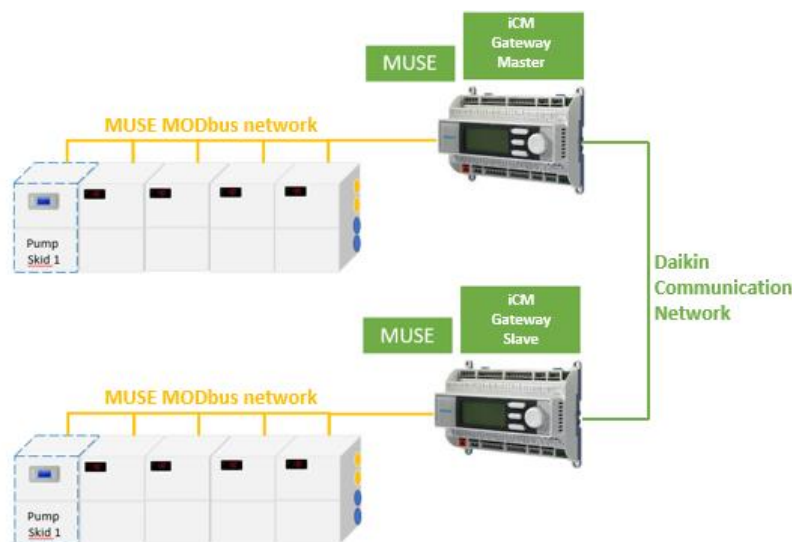 iCM
Gateway
Master
MUSE
MUSE MODbus network
Pump
Skid 1
Daikin
Communication
Network
iCM
Gateway
Slave
MUSE
MUSE MODbus network
Pump
Skid 1